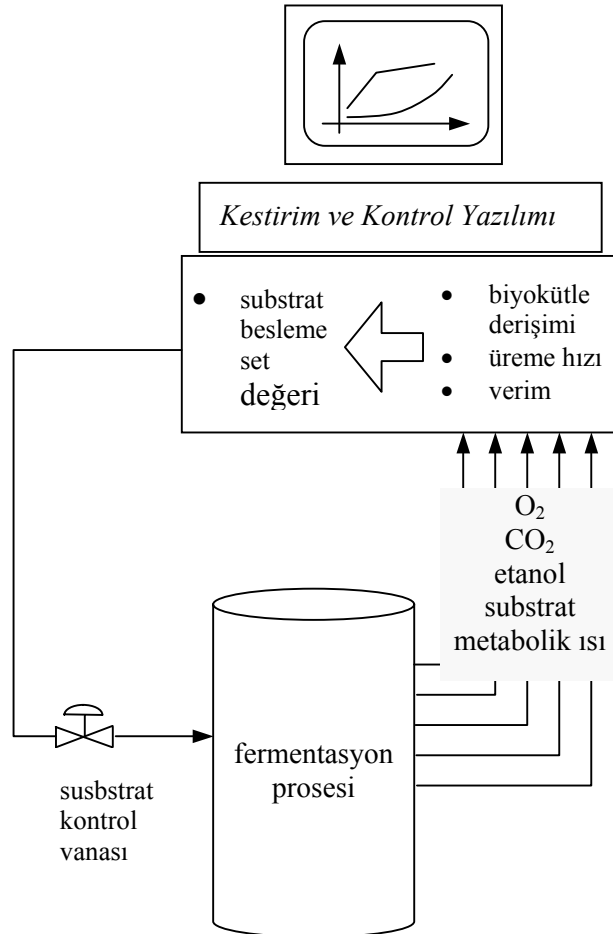 Kestirim ve Kontrol Yazılımı
• substrat
besleme
set
değeri
• biyokütle
derişimi
• üreme hızı
• verim
O₂
CO₂
etanol
substrat
metabolik ısı
fermentasyon
prosesi
susbstrat
kontrol
vanası